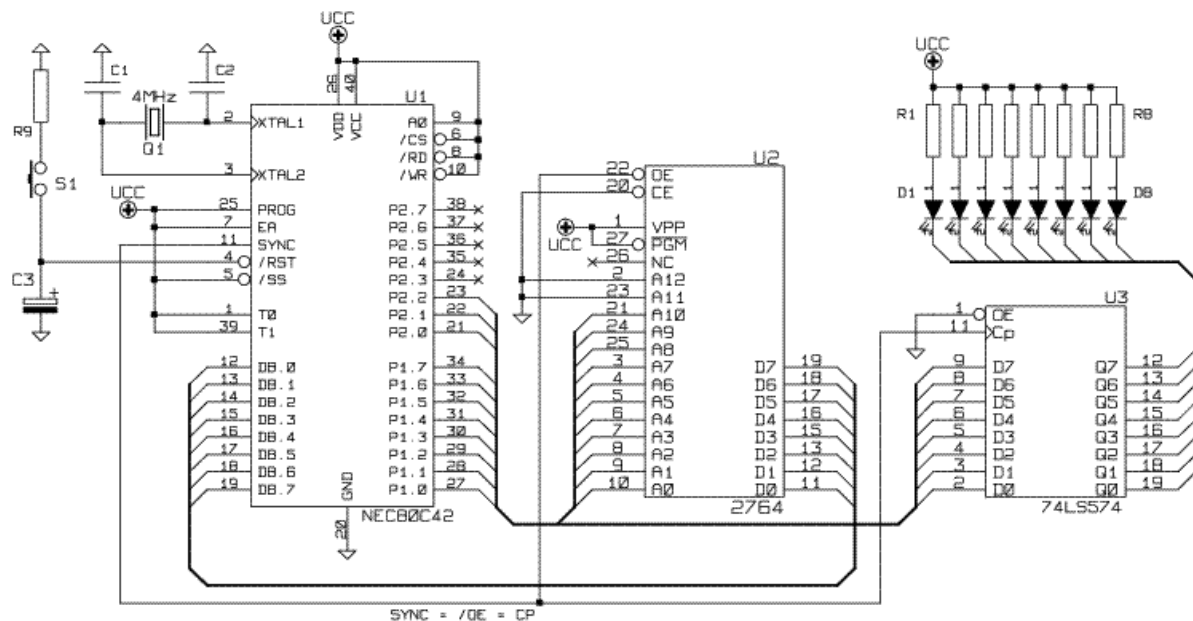 UCC
UCC
C1
C2
26
40
U1
R1
R8
4MHz
VDD
VCC
R9
2
XTAL1
A0
9
Q1
/CS
6
/RD
8
U2
3
XTAL2
/WR
10
22
OE
S1
UCC
20
CE
D1
D8
1 1 1 1 1 1 1 1
25
PROG
P2.7
38
7
EA
P2.6
37
1
VPP
11
SYNC
P2.5
36
UCC
27
PGM
4
/RST
P2.4
35
26
NC
C3
+
5
/SS
P2.3
24
2
A12
P2.2
23
23
A11
U3
1
T0
P2.1
22
21
A10
1
OE
39
T1
P2.0
21
24
A9
11
Cp
25
A8
12
DB.0
P1.7
34
3
A7
D7
19
9
D7
Q7
12
13
DB.1
P1.6
33
4
A6
D6
18
8
D6
Q6
13
14
DB.2
P1.5
32
5
A5
D5
17
7
D5
Q5
14
15
DB.3
P1.4
31
6
A4
D4
16
6
D4
Q4
15
16
DB.4
P1.3
30
7
A3
D3
15
5
D3
Q3
16
17
DB.5
P1.2
29
8
A2
D2
13
4
D2
Q2
17
18
DB.6
P1.1
28
9
A1
D1
12
3
D1
Q1
18
19
DB.7
P1.0
27
10
A0
D0
11
2
D0
Q0
19
GND
20
NEC80C42
2764
74LS574
SYNC = /OE = CP